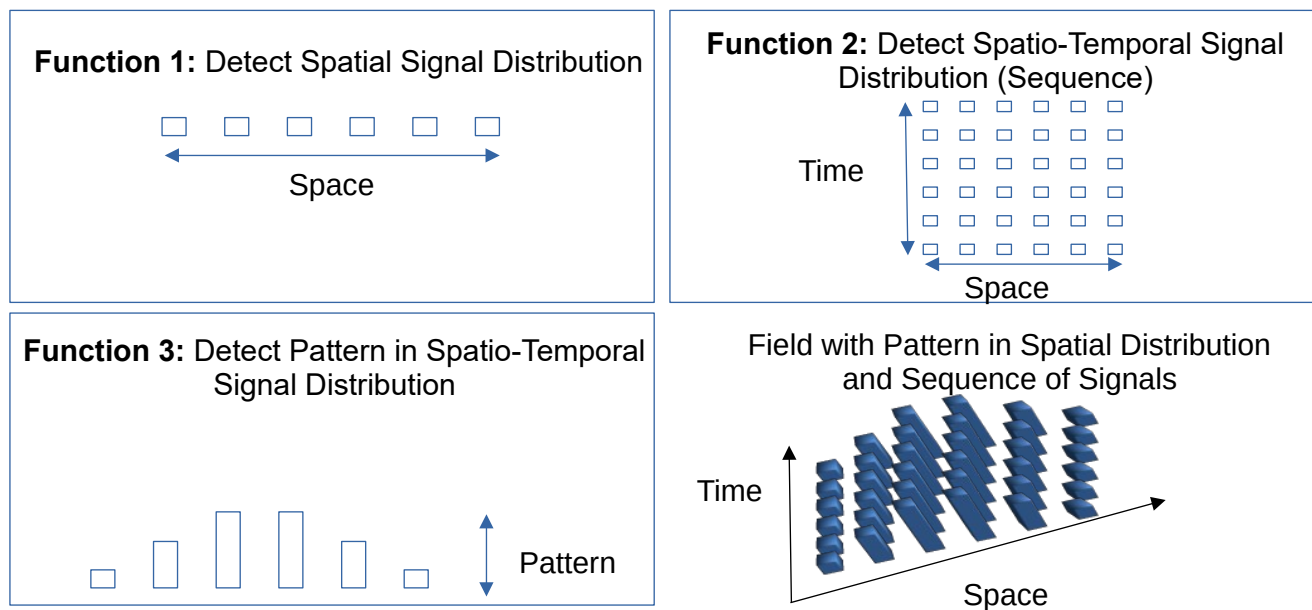 Function 1: Detect Spatial Signal Distribution
Space
Function 2: Detect Spatio-Temporal Signal
Distribution (Sequence)
Time
Space
Function 3: Detect Pattern in Spatio-Temporal
Signal Distribution
Pattern
Field with Pattern in Spatial Distribution
and Sequence of Signals
Time
Space